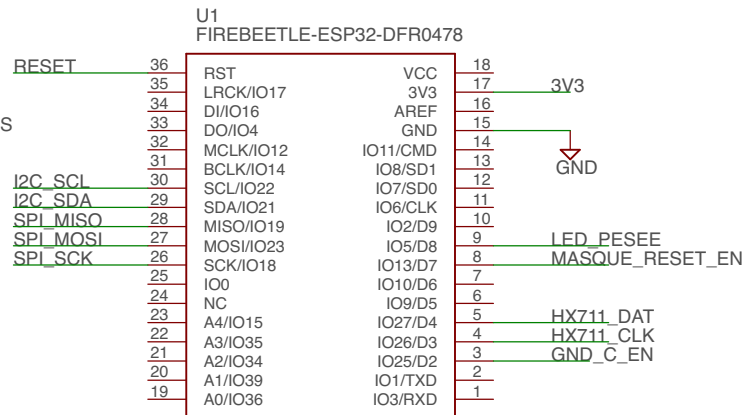 U1
FIREBEETLE-ESP32-DFR0478
RESET 36 RST VCC 18
35 LRCK/IO17 3V3 17 3V3
34 DI/IO16 AREF 16
S 33 DO/IO4 GND 15
32 MCLK/IO12 IO11/CMD 14
31 BCLK/IO14 IO8/SD1 13 GND
I2C_SCL 30 SCL/IO22 IO7/SD0 12
I2C_SDA 29 SDA/IO21 IO6/CLK 11
SPI_MISO 28 MISO/IO19 IO2/D9 10
SPI_MOSI 27 MOSI/IO23 IO5/D8 9 LED_PESEE
SPI_SCK 26 SCK/IO18 IO13/D7 8 MASQUE_RESET_EN
25 IO0 IO10/D6 7
24 NC IO9/D5 6
23 A4/IO15 IO27/D4 5 HX711_DAT
22 A3/IO35 IO26/D3 4 HX711_CLK
21 A2/IO34 IO25/D2 3 GND_C_EN
20 A1/IO39 IO1/TXD 2
19 A0/IO36 IO3/RXD 1